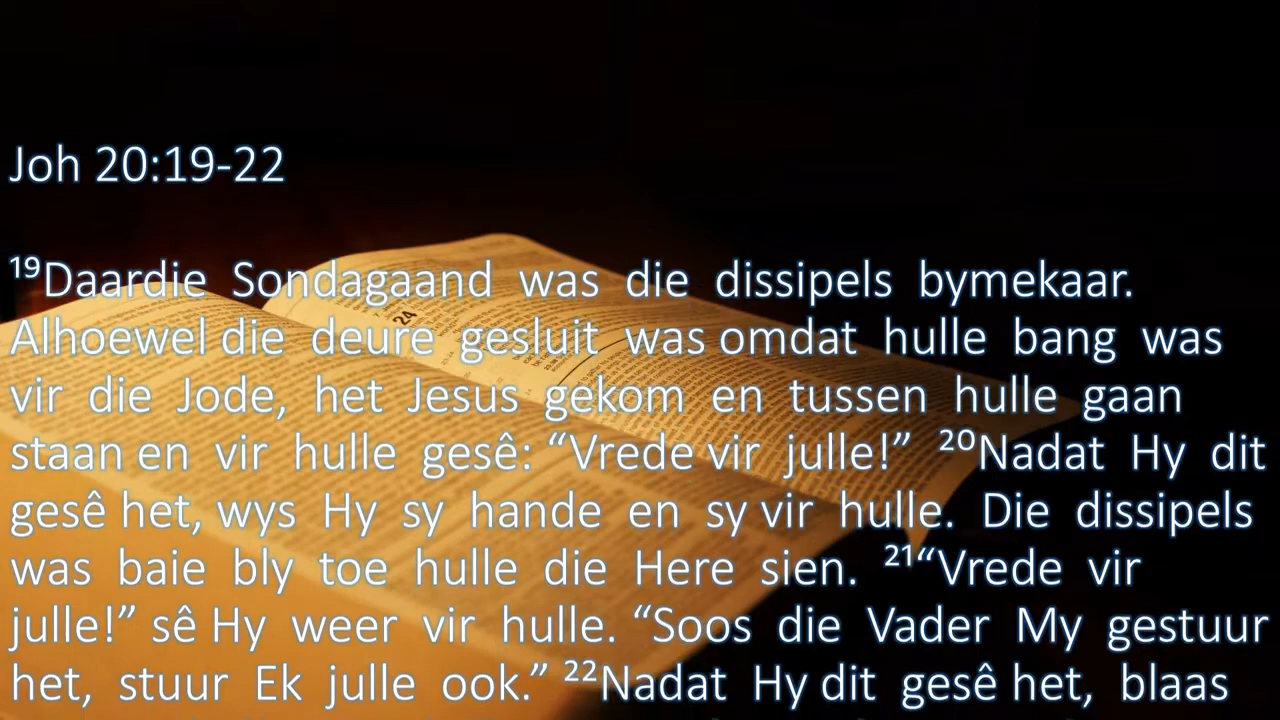 Joh 20:19-22
¹⁹Daardie Sondagaand was die dissipels bymekaar.
Alhoewel die deure gesluit was omdat hulle bang was
vir die Jode, het Jesus gekom en tussen hulle gaan
staan en vir hulle gesê: “Vrede vir julle!” ²⁰Nadat Hy dit
gesê het, wys Hy sy hande en sy vir hulle. Die dissipels
was baie bly toe hulle die Here sien. ²¹“Vrede vir
julle!” sê Hy weer vir hulle. “Soos die Vader My gestuur
het, stuur Ek julle ook.” ²²Nadat Hy dit gesê het, blaas
24